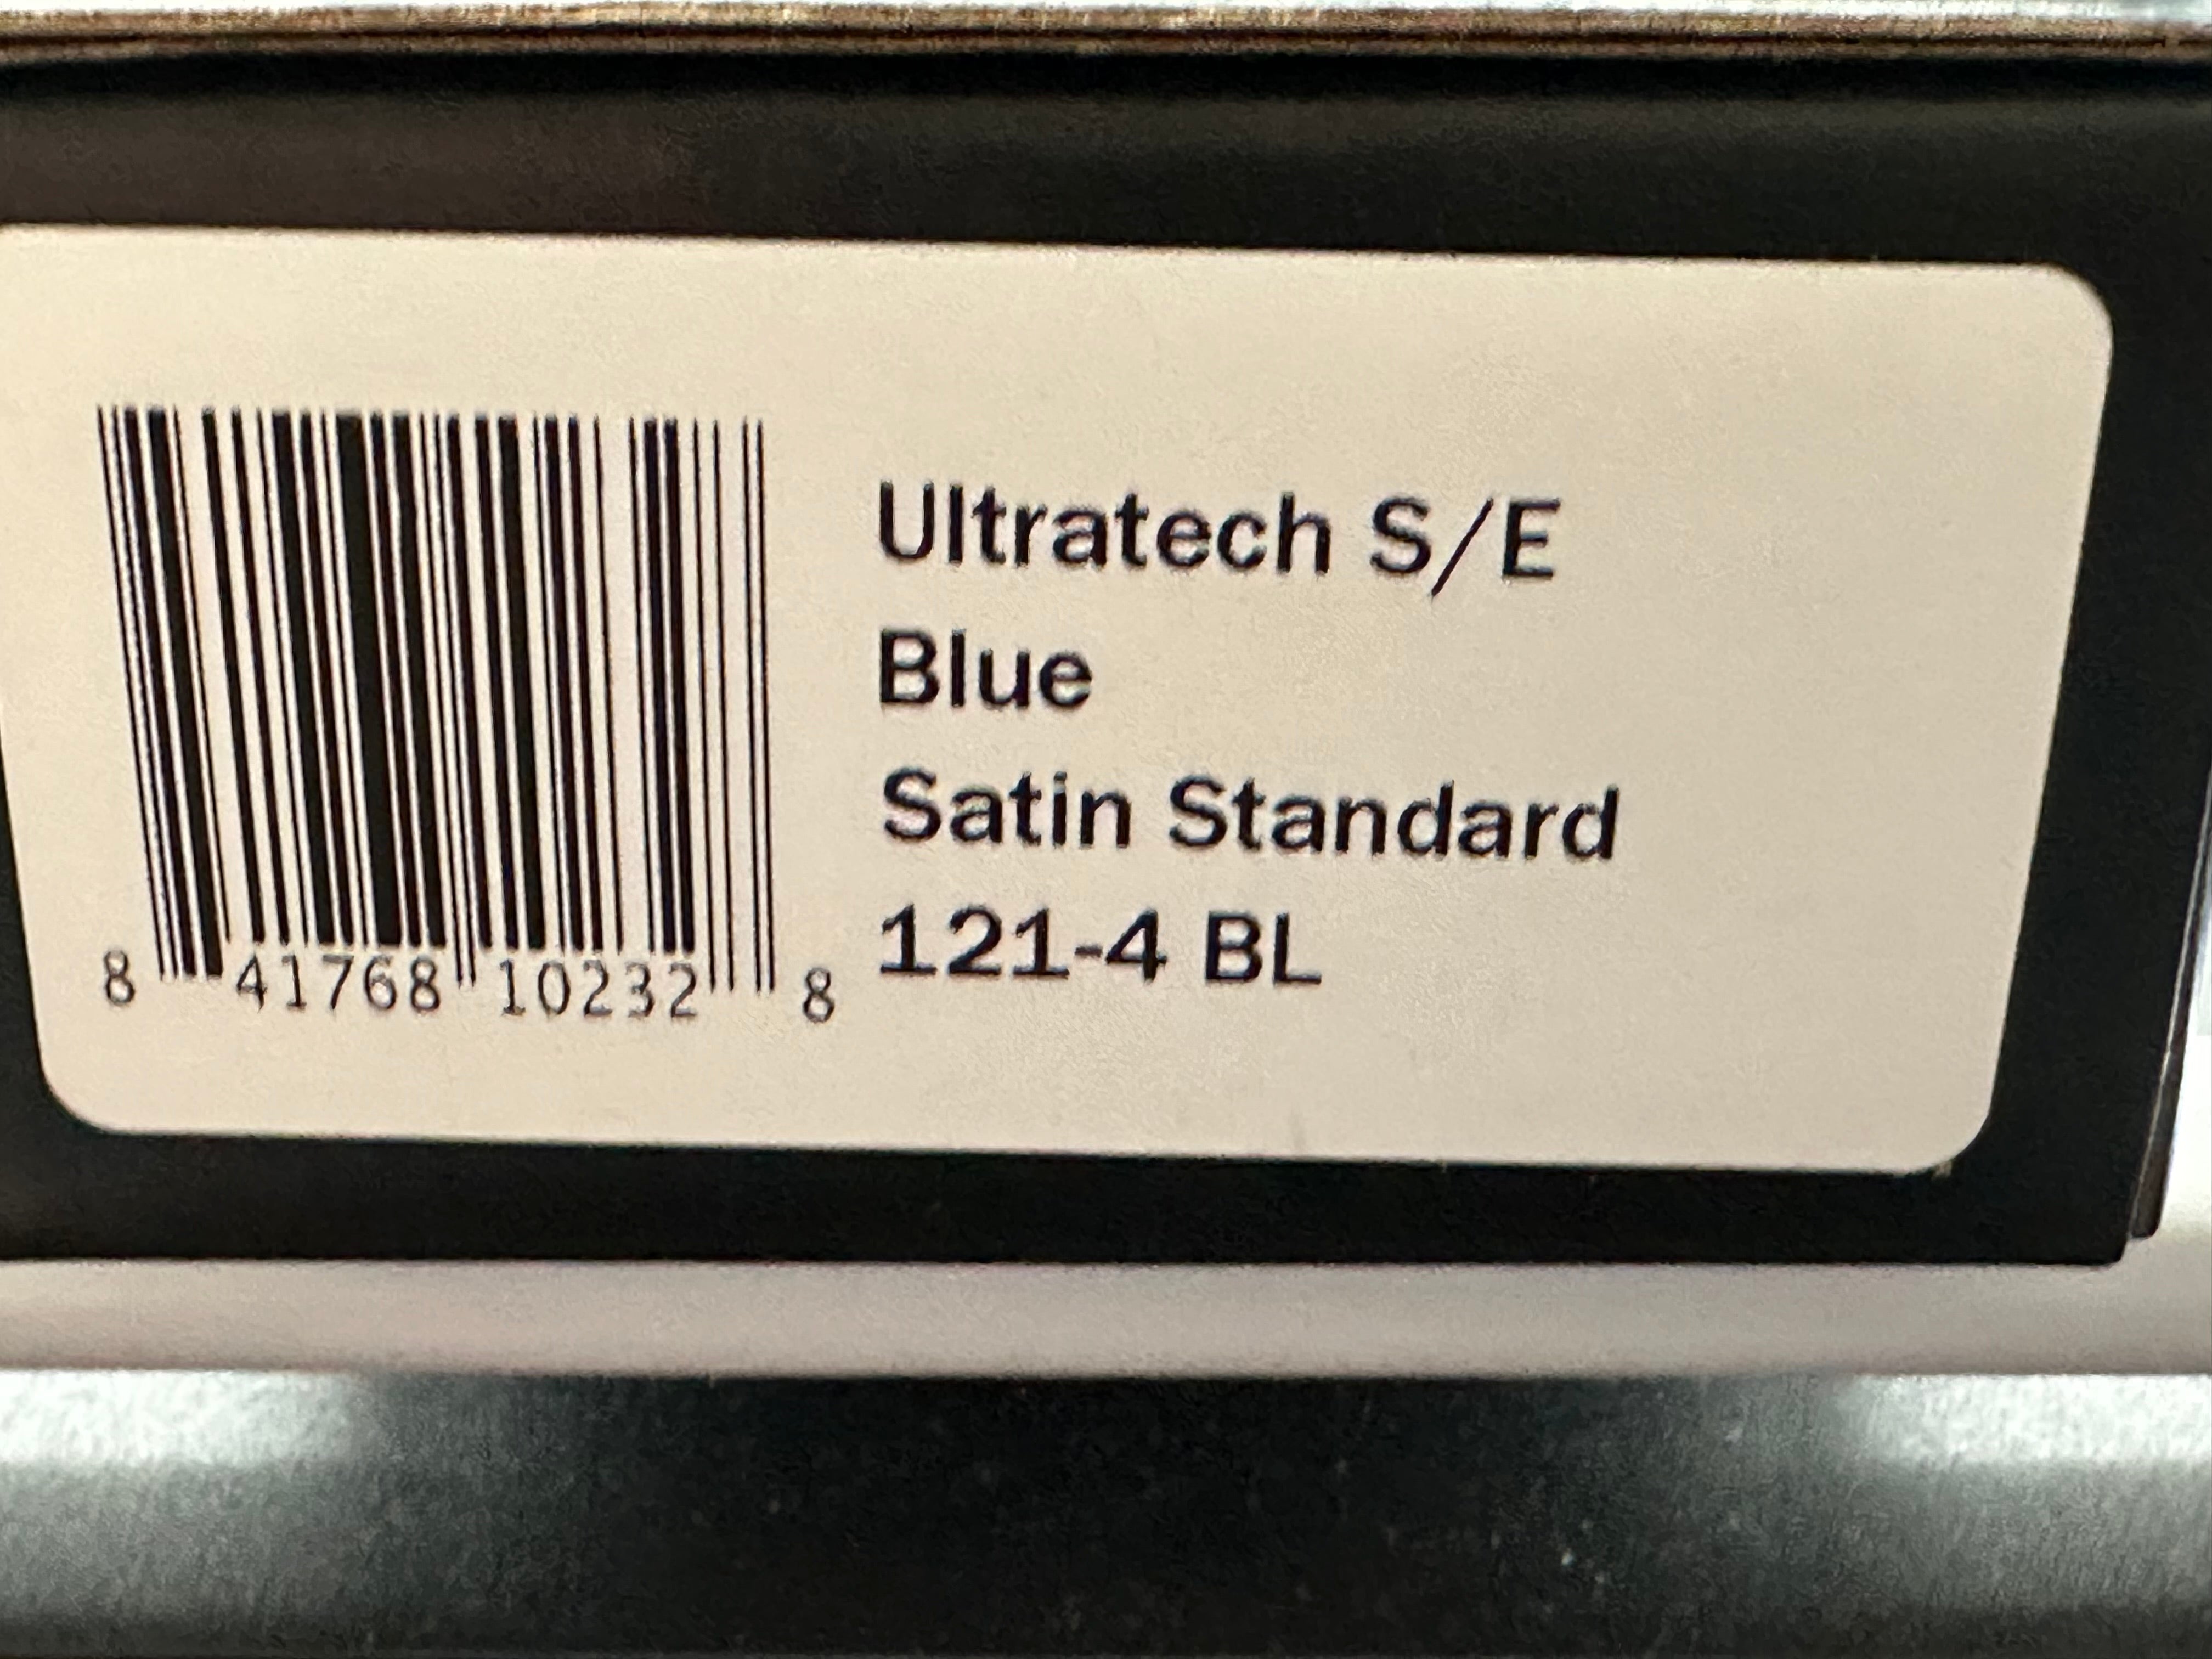 Ultratech S/E
Blue
Satin Standard
121-4 BL
8 41768 10232 8